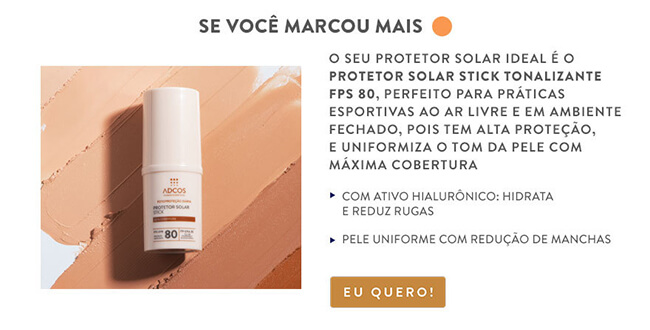 SE VOCÊ MARCOU MAIS
O SEU PROTETOR SOLAR IDEAL É O
PROTETOR SOLAR STICK TONALIZANTE
FPS 80, PERFEITO PARA PRÁTICAS
ESPORTIVAS AO AR LIVRE E EM AMBIENTE
FECHADO, POIS TEM ALTA PROTEÇÃO,
E UNIFORMIZA O TOM DA PELE COM
MÁXIMA COBERTURA
COM ATIVO HIALURÔNICO: HIDRATA
E REDUZ RUGAS
PELE UNIFORME COM REDUÇÃO DE MANCHAS
EU QUERO!
ADCOS
PROTETOR SOLAR
STICK
80